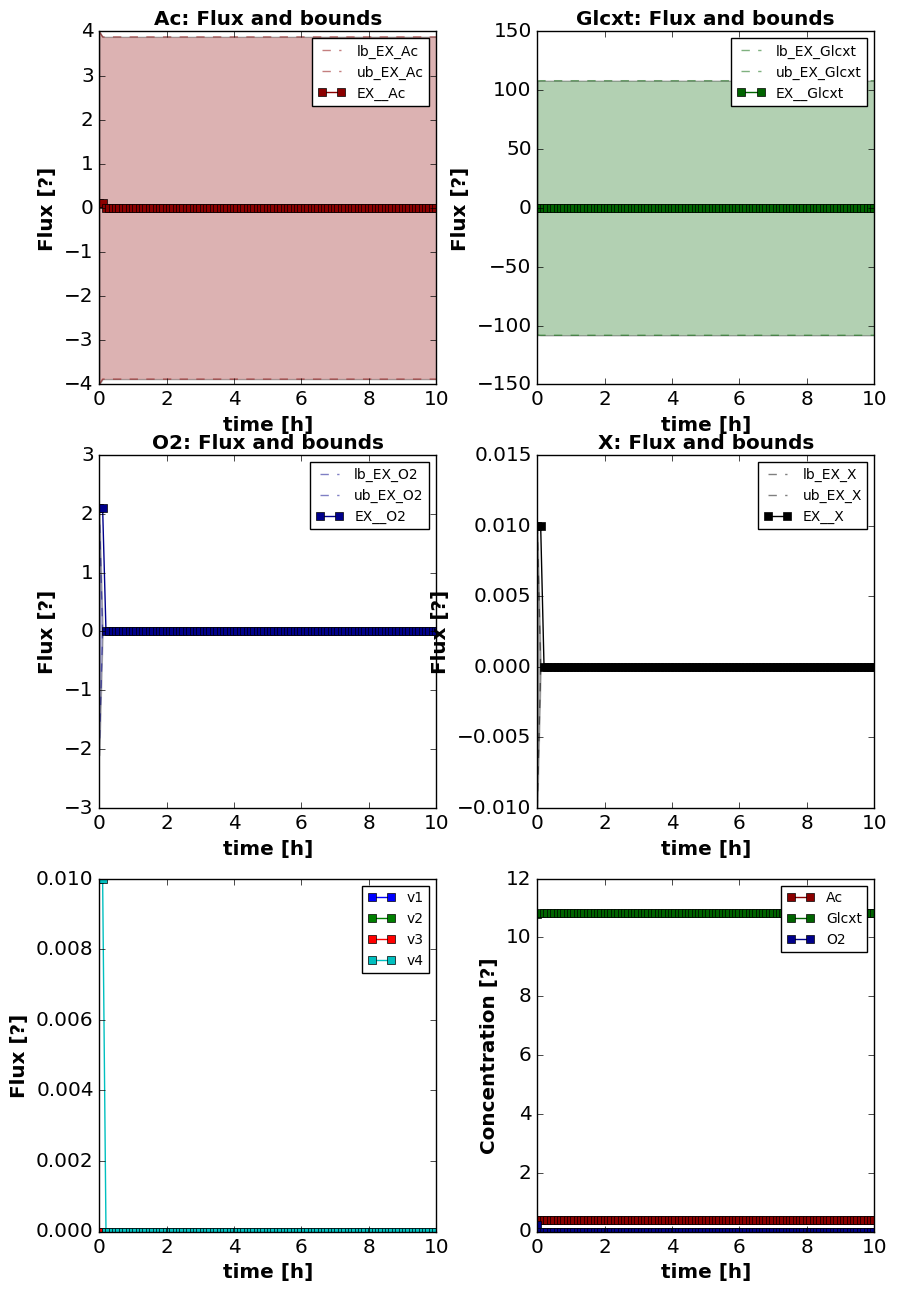 Ac: Flux and bounds
4
3
2
1
0
−1
−2
−3
−4
Flux [?]
lb_EX_Ac
ub_EX_Ac
EX__Ac
0 2 4 6 8 10
time [h]
Glcxt: Flux and bounds
150
100
50
0
−50
−100
−150
Flux [?]
lb_EX_Glcxt
ub_EX_Glcxt
EX__Glcxt
0 2 4 6 8 10
time [h]
O2: Flux and bounds
3
2
1
0
−1
−2
−3
Flux [?]
lb_EX_O2
ub_EX_O2
EX__O2
0 2 4 6 8 10
time [h]
X: Flux and bounds
0.015
0.010
0.005
0.000
−0.005
−0.010
Flux [?]
lb_EX_X
ub_EX_X
EX__X
0 2 4 6 8 10
time [h]
0.010
0.008
0.006
0.004
0.002
0.000
Flux [?]
v1
v2
v3
v4
0 2 4 6 8 10
time [h]
12
10
8
6
4
2
0
Concentration [?]
Ac
Glcxt
O2
0 2 4 6 8 10
time [h]